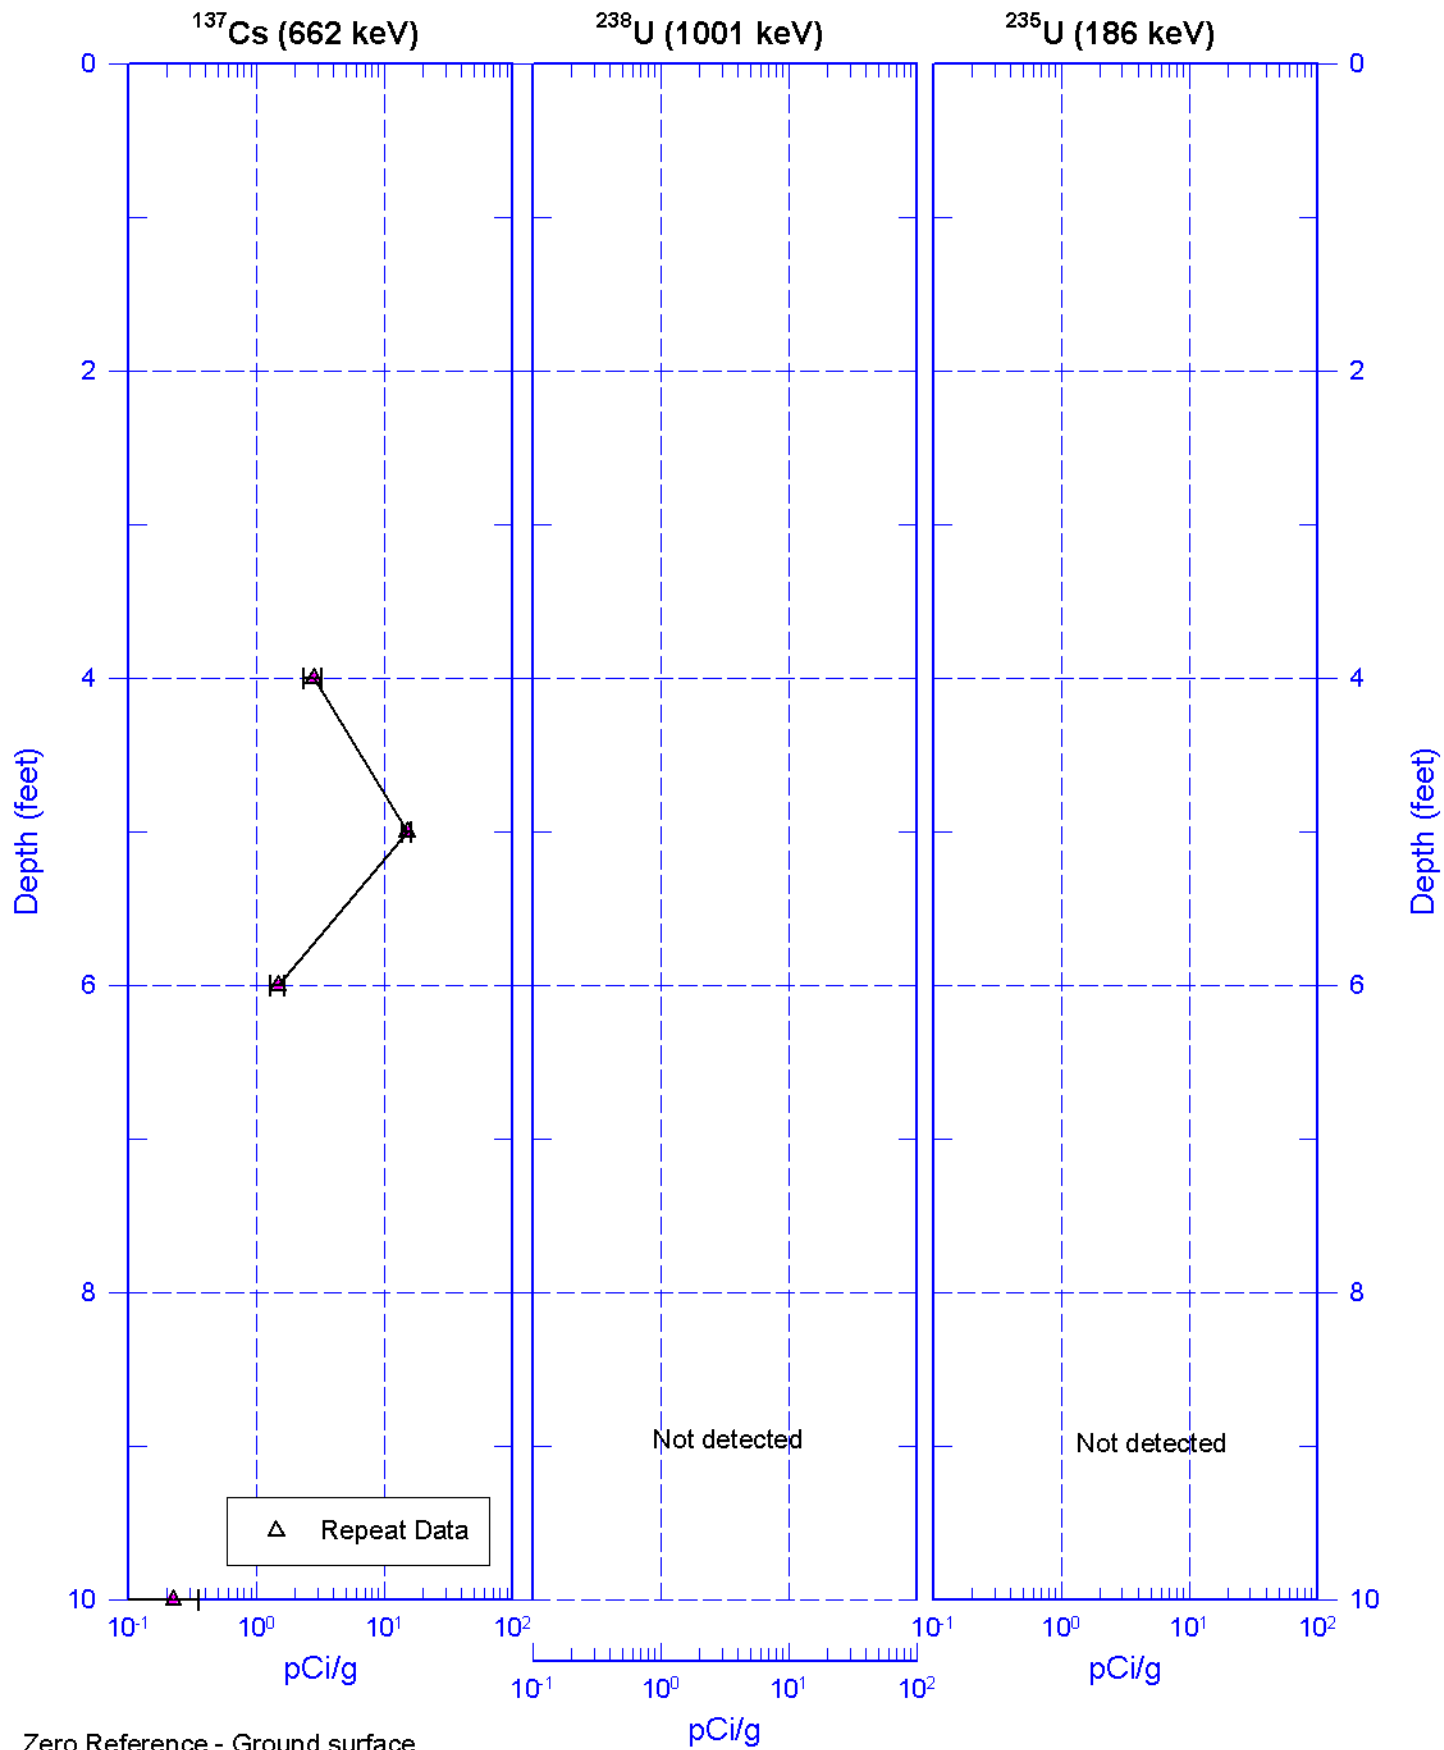 ¹³⁷Cs (662 keV) ²³⁸U (1001 keV) ²³⁵U (186 keV)
0 0
2 2
4 4
Depth (feet) Depth (feet)
6 6
8 8
Not detected Not detected
Repeat Data
10 10
10⁻¹ 10⁰ 10¹ 10² 10⁻¹ 10⁰ 10¹ 10²
pCi/g pCi/g
10⁻¹ 10⁰ 10¹ 10²
pCi/g
Zero Reference - Ground surface